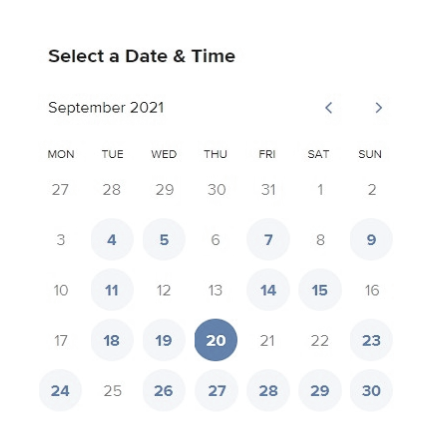 Select a Date & Time
September 2021
MON TUE WED THU FRI SAT SUN
27 28 29 30 31 1 2
3 4 5 6 7 8 9
10 11 12 13 14 15 16
17 18 19 20 21 22 23
24 25 26 27 28 29 30